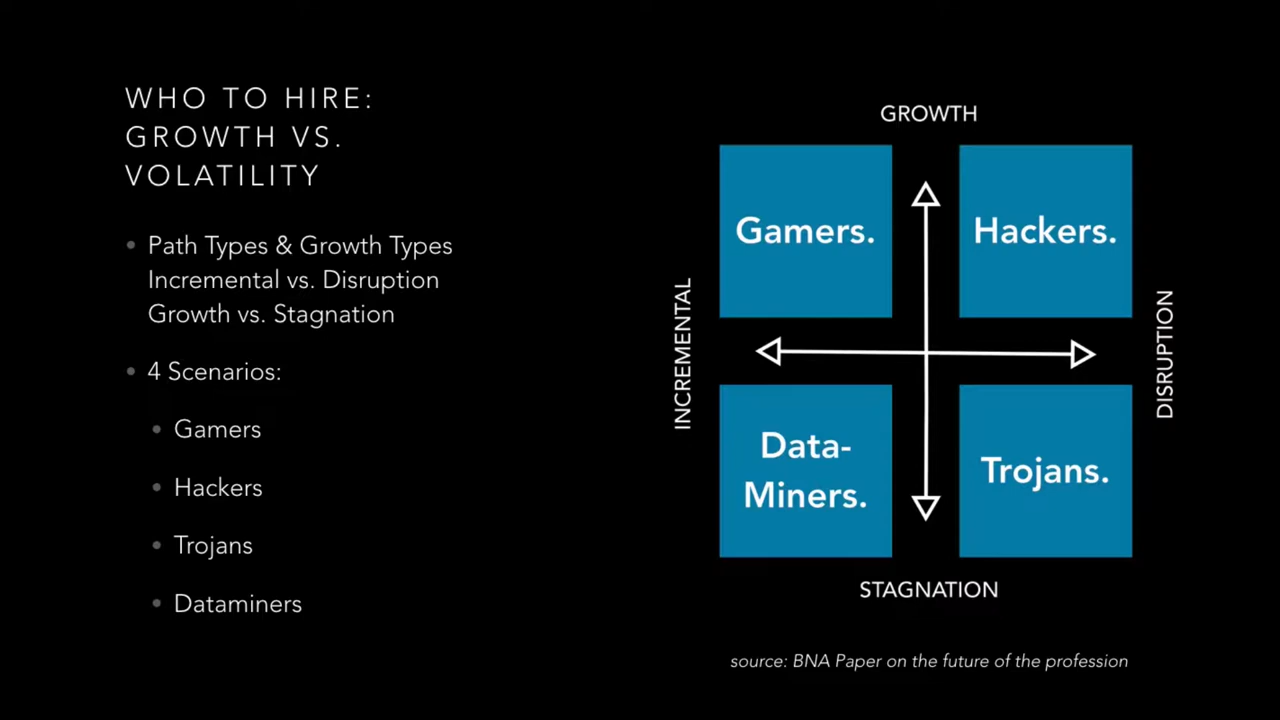 WHO TO HIRE:
GROWTH VS.
VOLATILITY
Path Types & Growth Types
Incremental vs. Disruption
Growth vs. Stagnation
4 Scenarios:
Gamers
Hackers
Trojans
Dataminers
GROWTH
Gamers.
Hackers.
INCREMENTAL
DISRUPTION
Data-
Miners.
Trojans.
STAGNATION
source: BNA Paper on the future of the profession